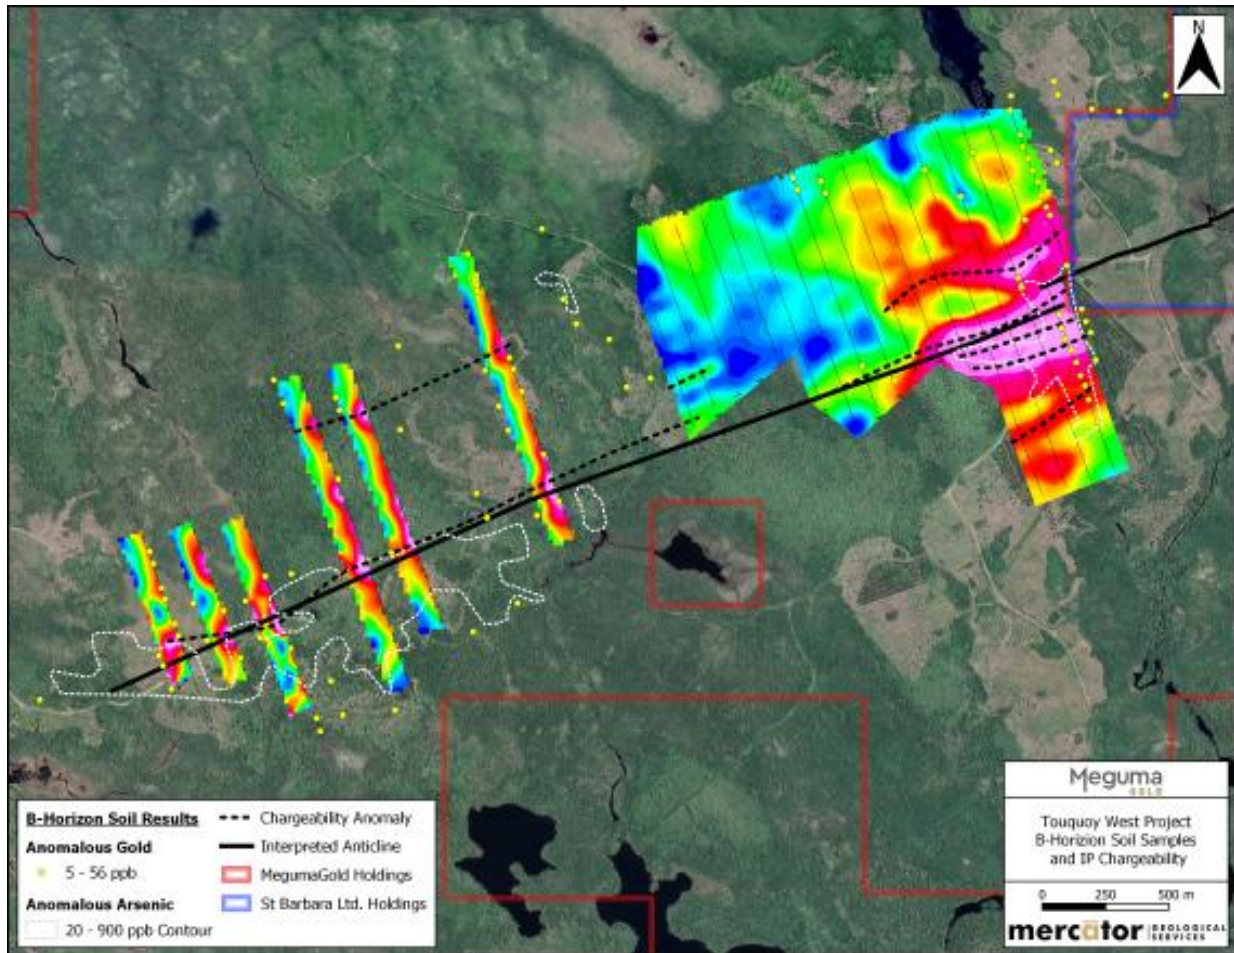 N
B-Horizon Soil Results
Anomalous Gold
5 - 56 ppb
Anomalous Arsenic
20 - 900 ppb Contour
Chargeability Anomaly
Interpreted Anticline
MegumaGold Holdings
St Barbara Ltd. Holdings
Meguma
GOLD
Touquoy West Project
B-Horizion Soil Samples
and IP Chargeability
0 250 500 m
mercator GEOLOGICAL
SERVICES